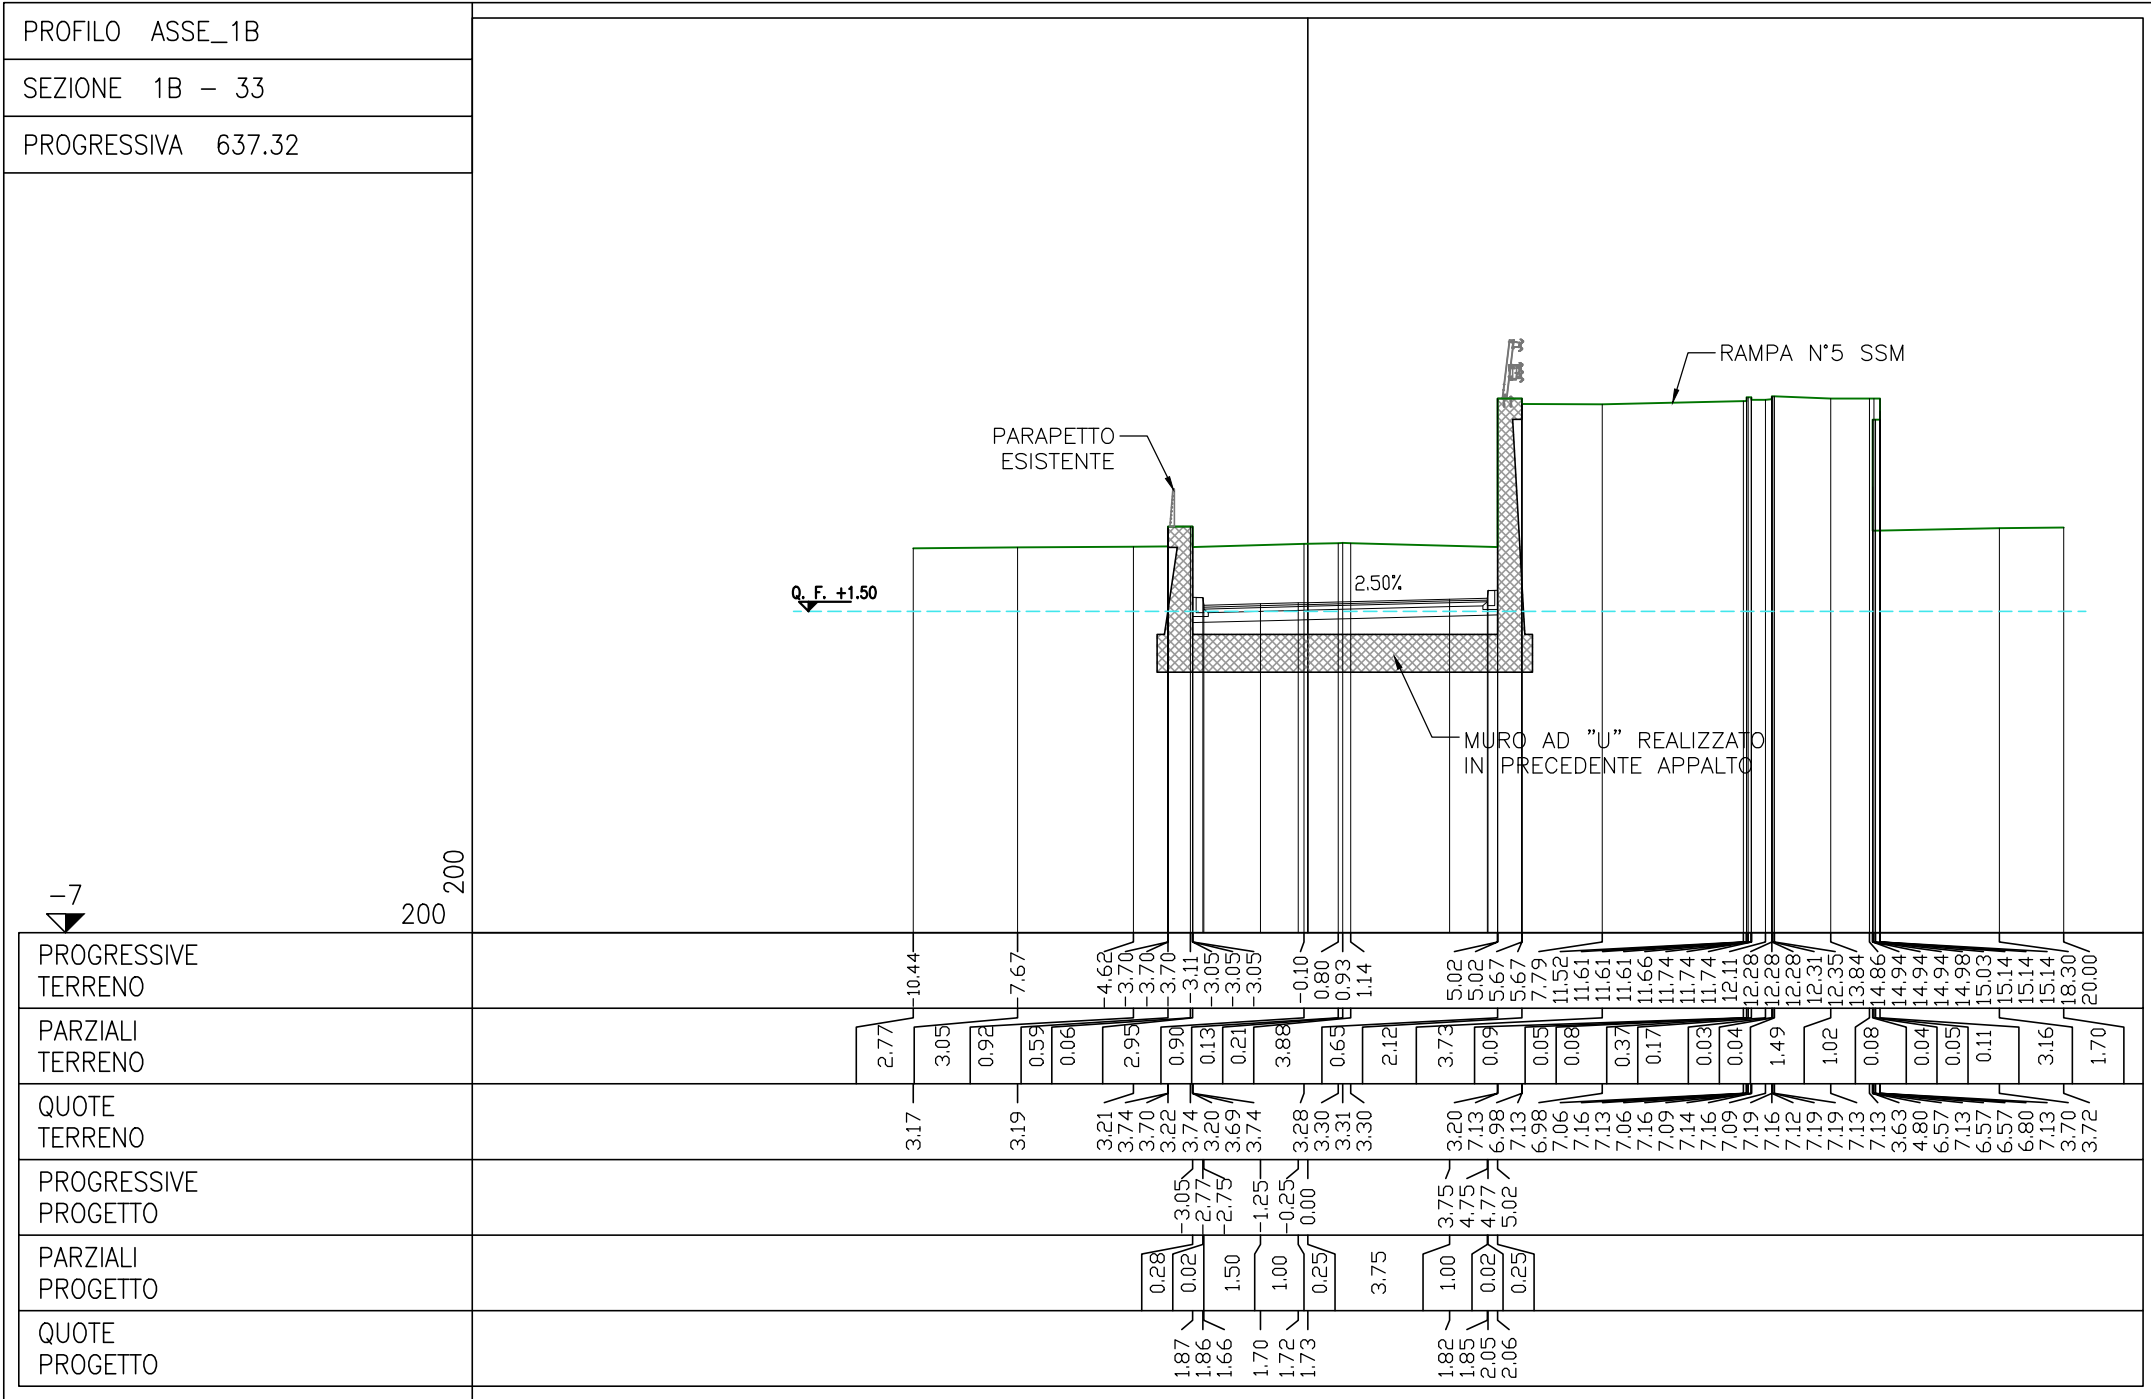 PROFILO ASSE_1B
SEZIONE 1B - 33
PROGRESSIVA 637.32
RAMPA N°5 SSM
PARAPETTO
ESISTENTE
2.50%
Q. F. +1.50
MURO AD "U" REALIZZATO
IN PRECEDENTE APPALTO
200
-7
200
PROGRESSIVE
TERRENO
-10.44 -7.67 -4.62 -3.70 -3.70 -3.70 -3.11 -3.05 -3.05 -3.05 -0.10 0.80 0.93 1.14 5.02 5.02 5.67 5.67 7.79 11.52 11.61 11.61 11.61 11.66 11.74 11.74 11.74 12.11 12.28 12.28 12.28 12.31 12.35 13.84 14.86 14.94 14.94 14.94 14.98 15.03 15.14 15.14 15.14 18.30 20.00
PARZIALI
TERRENO
2.77 3.05 0.92 0.59 0.06 2.95 0.90 0.13 0.21 3.88 0.65 2.12 3.73 0.09 0.05 0.08 0.37 0.17 0.03 0.04 1.49 1.02 0.08 0.04 0.05 0.11 3.16 1.70
QUOTE
TERRENO
3.17 3.19 3.21 3.74 3.70 3.22 3.74 3.20 3.69 3.74 3.28 3.30 3.31 3.30 3.20 7.13 6.98 7.13 6.98 7.06 7.16 7.13 7.06 7.16 7.09 7.14 7.16 7.09 7.19 7.16 7.12 7.19 7.19 7.13 7.13 3.63 4.80 6.57 7.13 6.57 6.57 6.80 7.13 3.70 3.72
PROGRESSIVE
PROGETTO
-3.05 -2.77 -2.75 -1.25 -0.25 0.00 3.75 4.75 4.77 5.02
PARZIALI
PROGETTO
0.28 0.02 1.50 1.00 0.25 3.75 1.00 0.02 0.25
QUOTE
PROGETTO
1.87 1.86 1.66 1.70 1.72 1.73 1.82 1.85 2.05 2.06